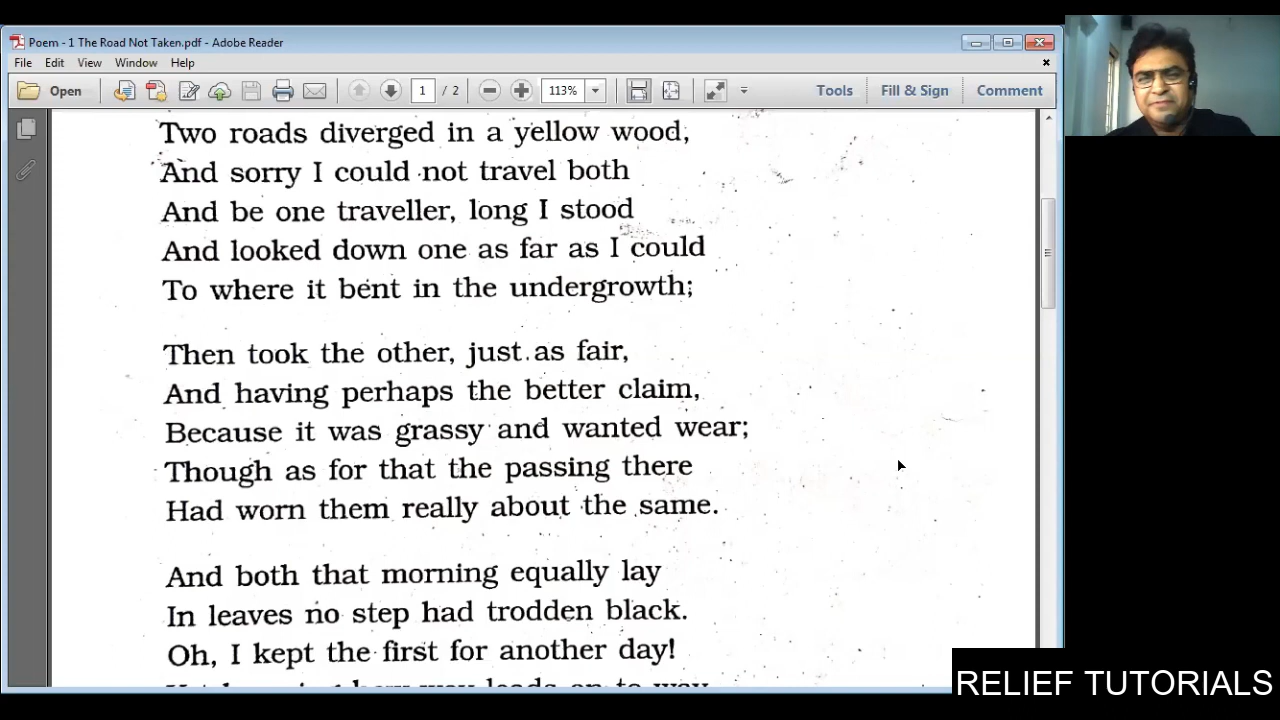 Poem - 1 The Road Not Taken.pdf - Adobe Reader
File Edit View Window Help
Open 1 / 2 113% Tools Fill & Sign Comment
Two roads diverged in a yellow wood,
And sorry I could not travel both
And be one traveller, long I stood
And looked down one as far as I could
To where it bent in the undergrowth;
Then took the other, just as fair,
And having perhaps the better claim,
Because it was grassy and wanted wear;
Though as for that the passing there
Had worn them really about the same.
And both that morning equally lay
In leaves no step had trodden black.
Oh, I kept the first for another day!
RELIEF TUTORIALS